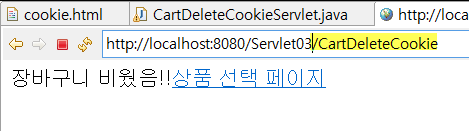 cookie.html CartDeleteCookieServlet.java http://loca
http://localhost:8080/Servlet03/CartDeleteCookie
장바구니 비웠음!!상품 선택 페이지